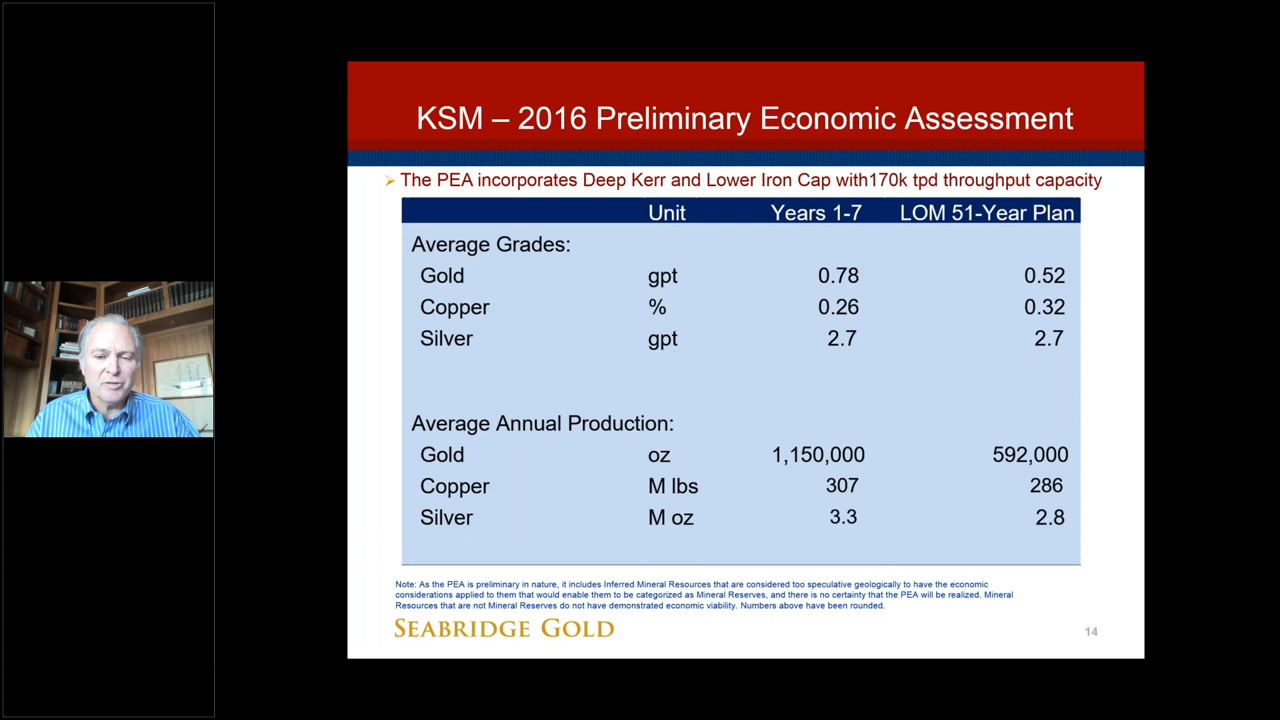 KSM – 2016 Preliminary Economic Assessment
The PEA incorporates Deep Kerr and Lower Iron Cap with170k tpd throughput capacity
Unit Years 1-7 LOM 51-Year Plan
Average Grades:
Gold gpt 0.78 0.52
Copper % 0.26 0.32
Silver gpt 2.7 2.7
Average Annual Production:
Gold oz 1,150,000 592,000
Copper M lbs 307 286
Silver M oz 3.3 2.8
Note: As the PEA is preliminary in nature, it includes Inferred Mineral Resources that are considered too speculative geologically to have the economic
considerations applied to them that would enable them to be categorized as Mineral Reserves, and there is no certainty that the PEA will be realized. Mineral
Resources that are not Mineral Reserves do not have demonstrated economic viability. Numbers above have been rounded.
SEABRIDGE GOLD
14